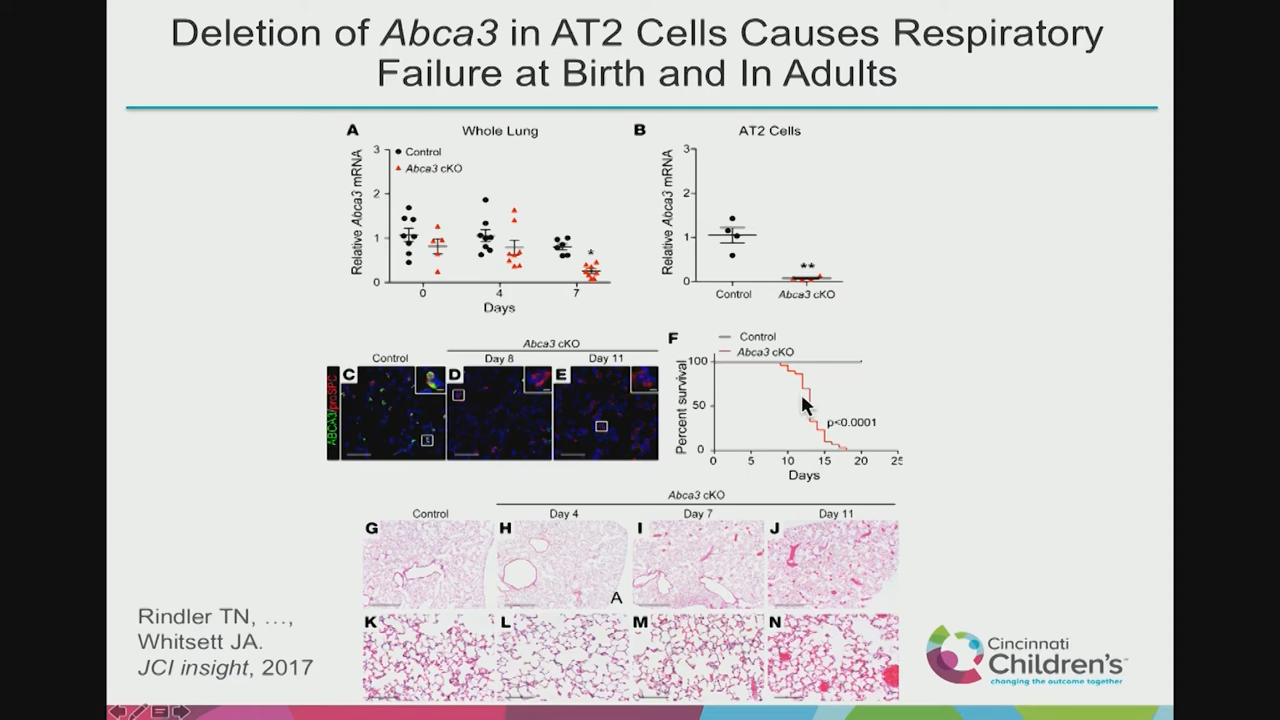 Deletion of Abca3 in AT2 Cells Causes Respiratory
Failure at Birth and In Adults
A
Whole Lung
Relative Abca3 mRNA
3
2
1
0
Control
Abca3 cKO
*
0
4
7
Days
B
AT2 Cells
Relative Abca3 mRNA
3
2
1
0
**
Control
Abca3 cKO
Abca3 cKO
Control
Day 8
Day 11
ABCA3/proSPC
C
D
E
F
Control
Abca3 cKO
Percent survival
100
50
0
p<0.0001
0
5
10
15
20
25
Days
Abca3 cKO
Control
Day 4
Day 7
Day 11
G
H
I
J
A
K
L
M
N
Rindler TN, ...,
Whitsett JA.
JCI insight, 2017
Cincinnati
Children's™
changing the outcome together